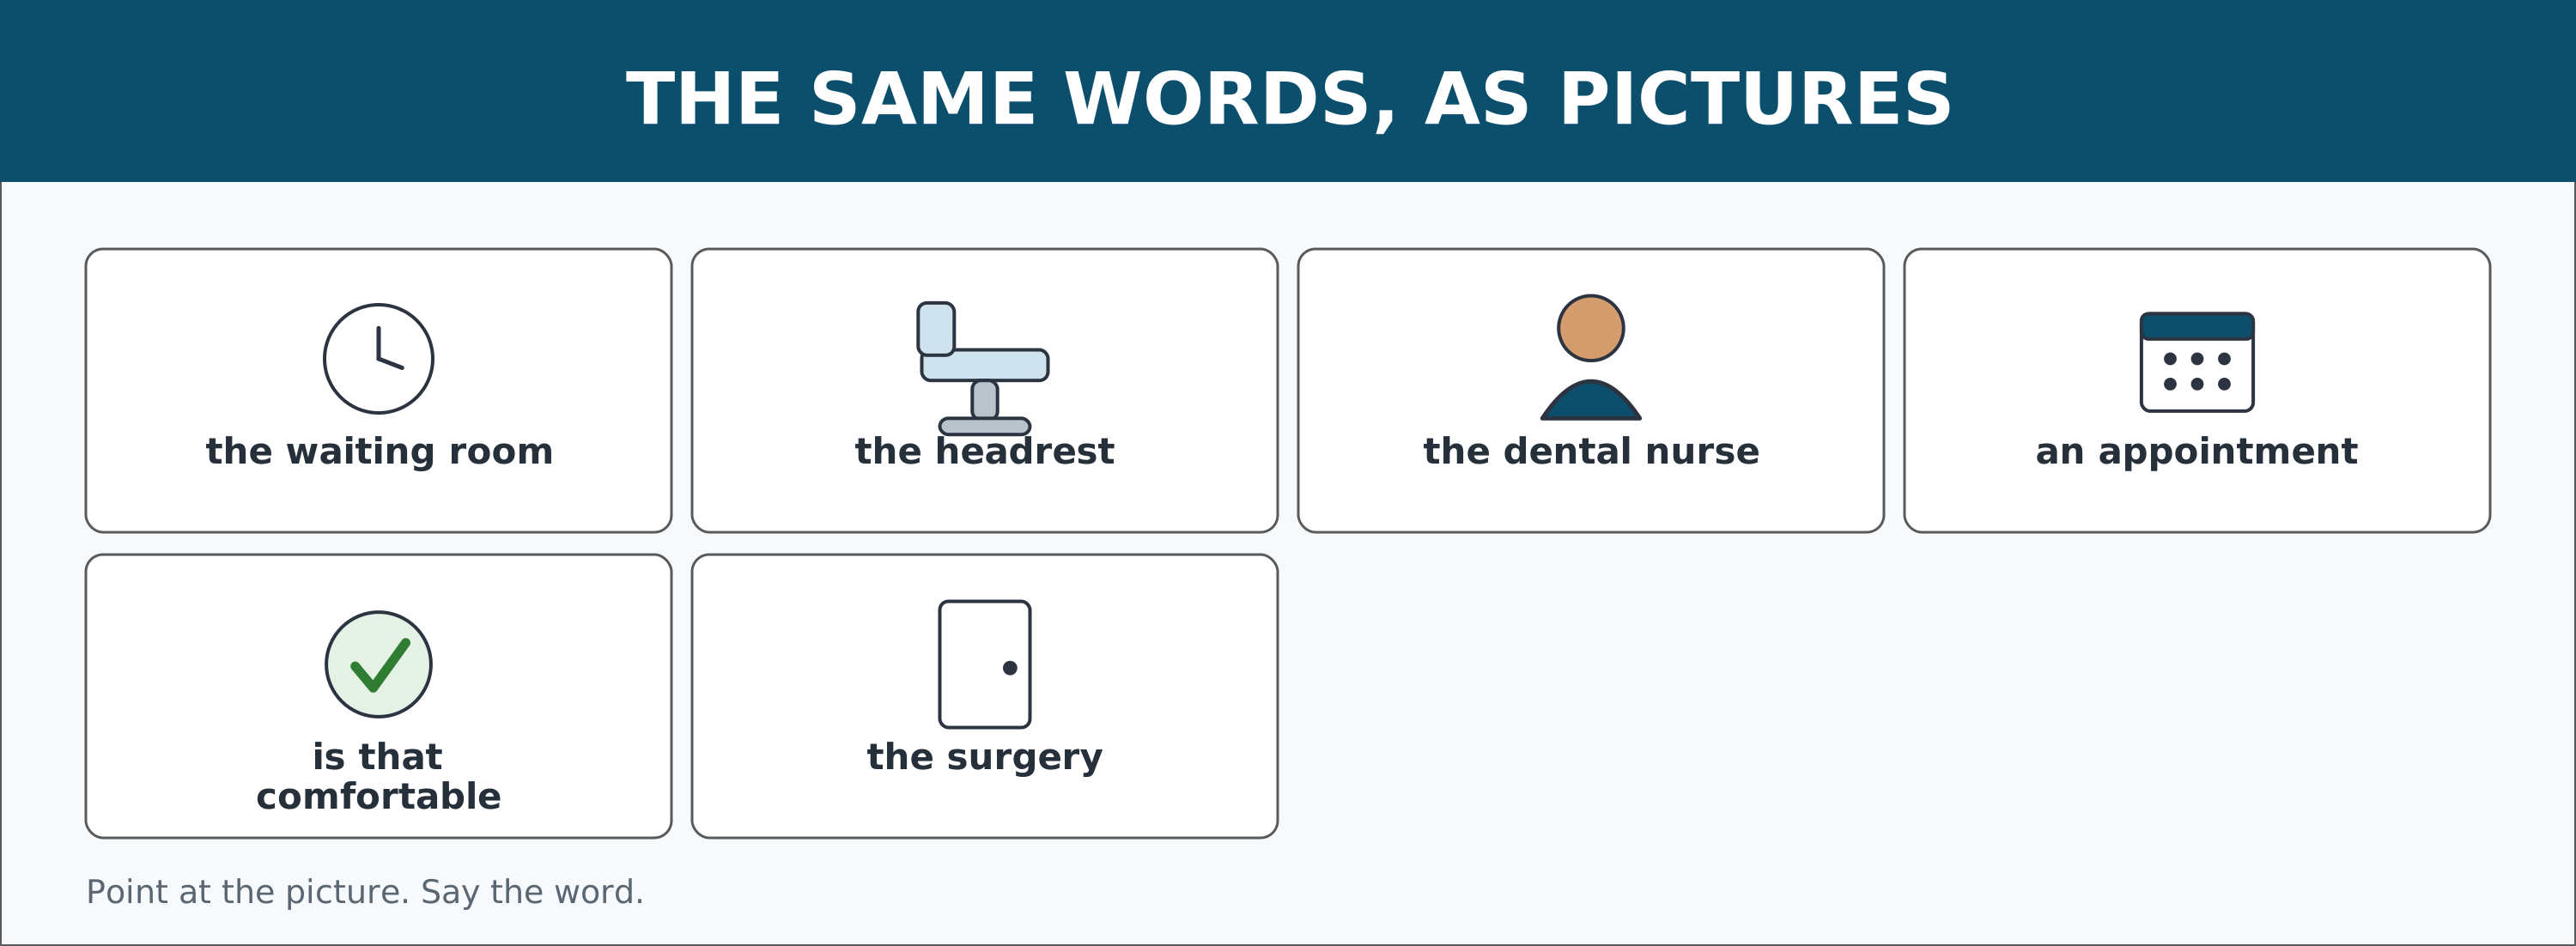 THE SAME WORDS, AS PICTURES
the waiting room
the headrest
the dental nurse
an appointment
is that
comfortable
the surgery
Point at the picture. Say the word.